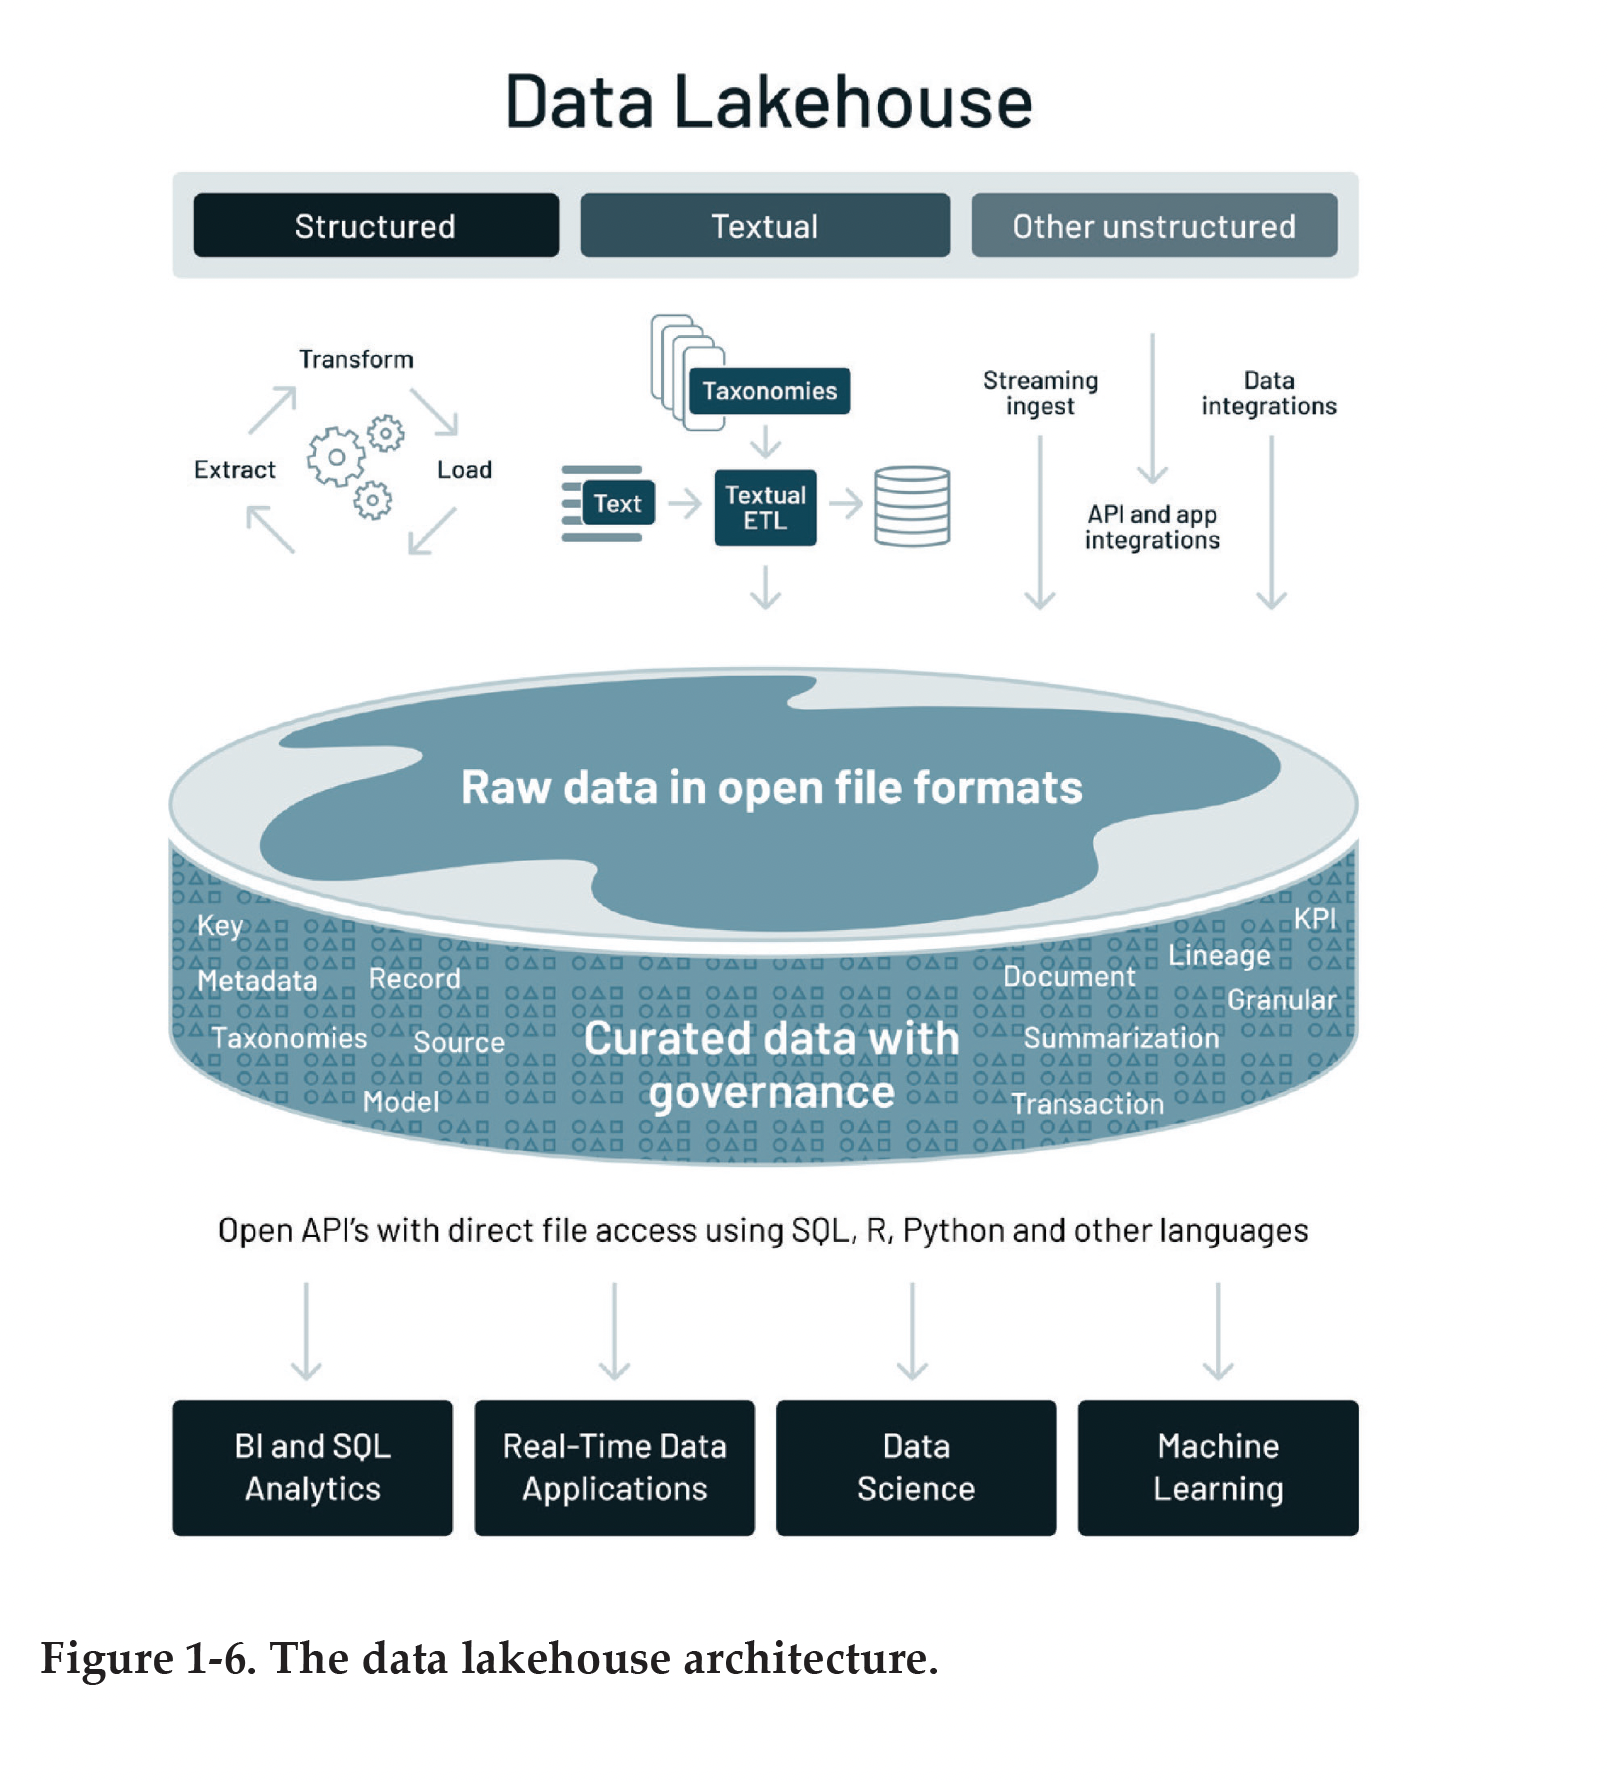 Data Lakehouse
Structured
Textual
Other unstructured
Transform
Extract
Load
Taxonomies
Text
Textual
ETL
Streaming
ingest
API and app
integrations
Data
integrations
Raw data in open file formats
Key
Metadata
Record
Taxonomies
Source
Model
Curated data with
governance
KPI
Lineage
Document
Granular
Summarization
Transaction
Open API's with direct file access using SQL, R, Python and other languages
BI and SQL
Analytics
Real-Time Data
Applications
Data
Science
Machine
Learning
Figure 1-6. The data lakehouse architecture.